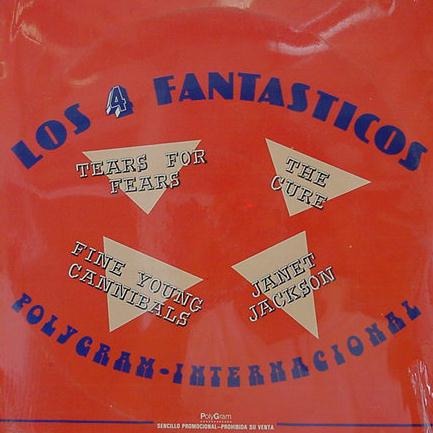 LOS 4 FANTASTICOS
TEARS FOR
FEARS
THE
CURE
FINE YOUNG
CANNIBALS
JANET
JACKSON
POLYGRAM-INTERNACIONAL
PolyGram
SENCILLO PROMOCIONAL-PROHIBIDA SU VENTA